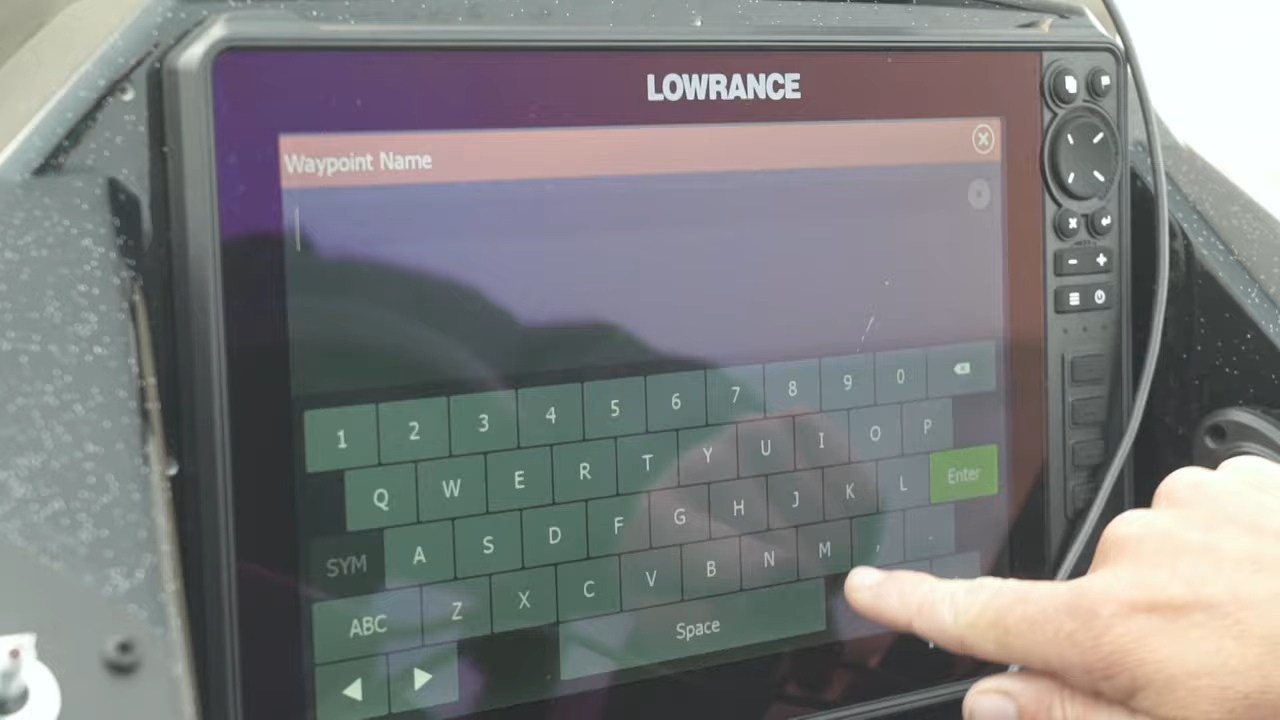 LOWRANCE
Waypoint Name
1 2 3 4 5 6 7 8 9 0
Q W E R T Y U I O P
A S D F G H J K L Enter
SYM
Z X C V B N M , .
ABC
Space